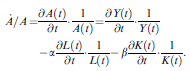 Ȧ/A = ∂A(t)/∂t · 1/A(t) = ∂Y(t)/∂t · 1/Y(t)
−α ∂L(t)/∂t · 1/L(t) − β ∂K(t)/∂t · 1/K(t).